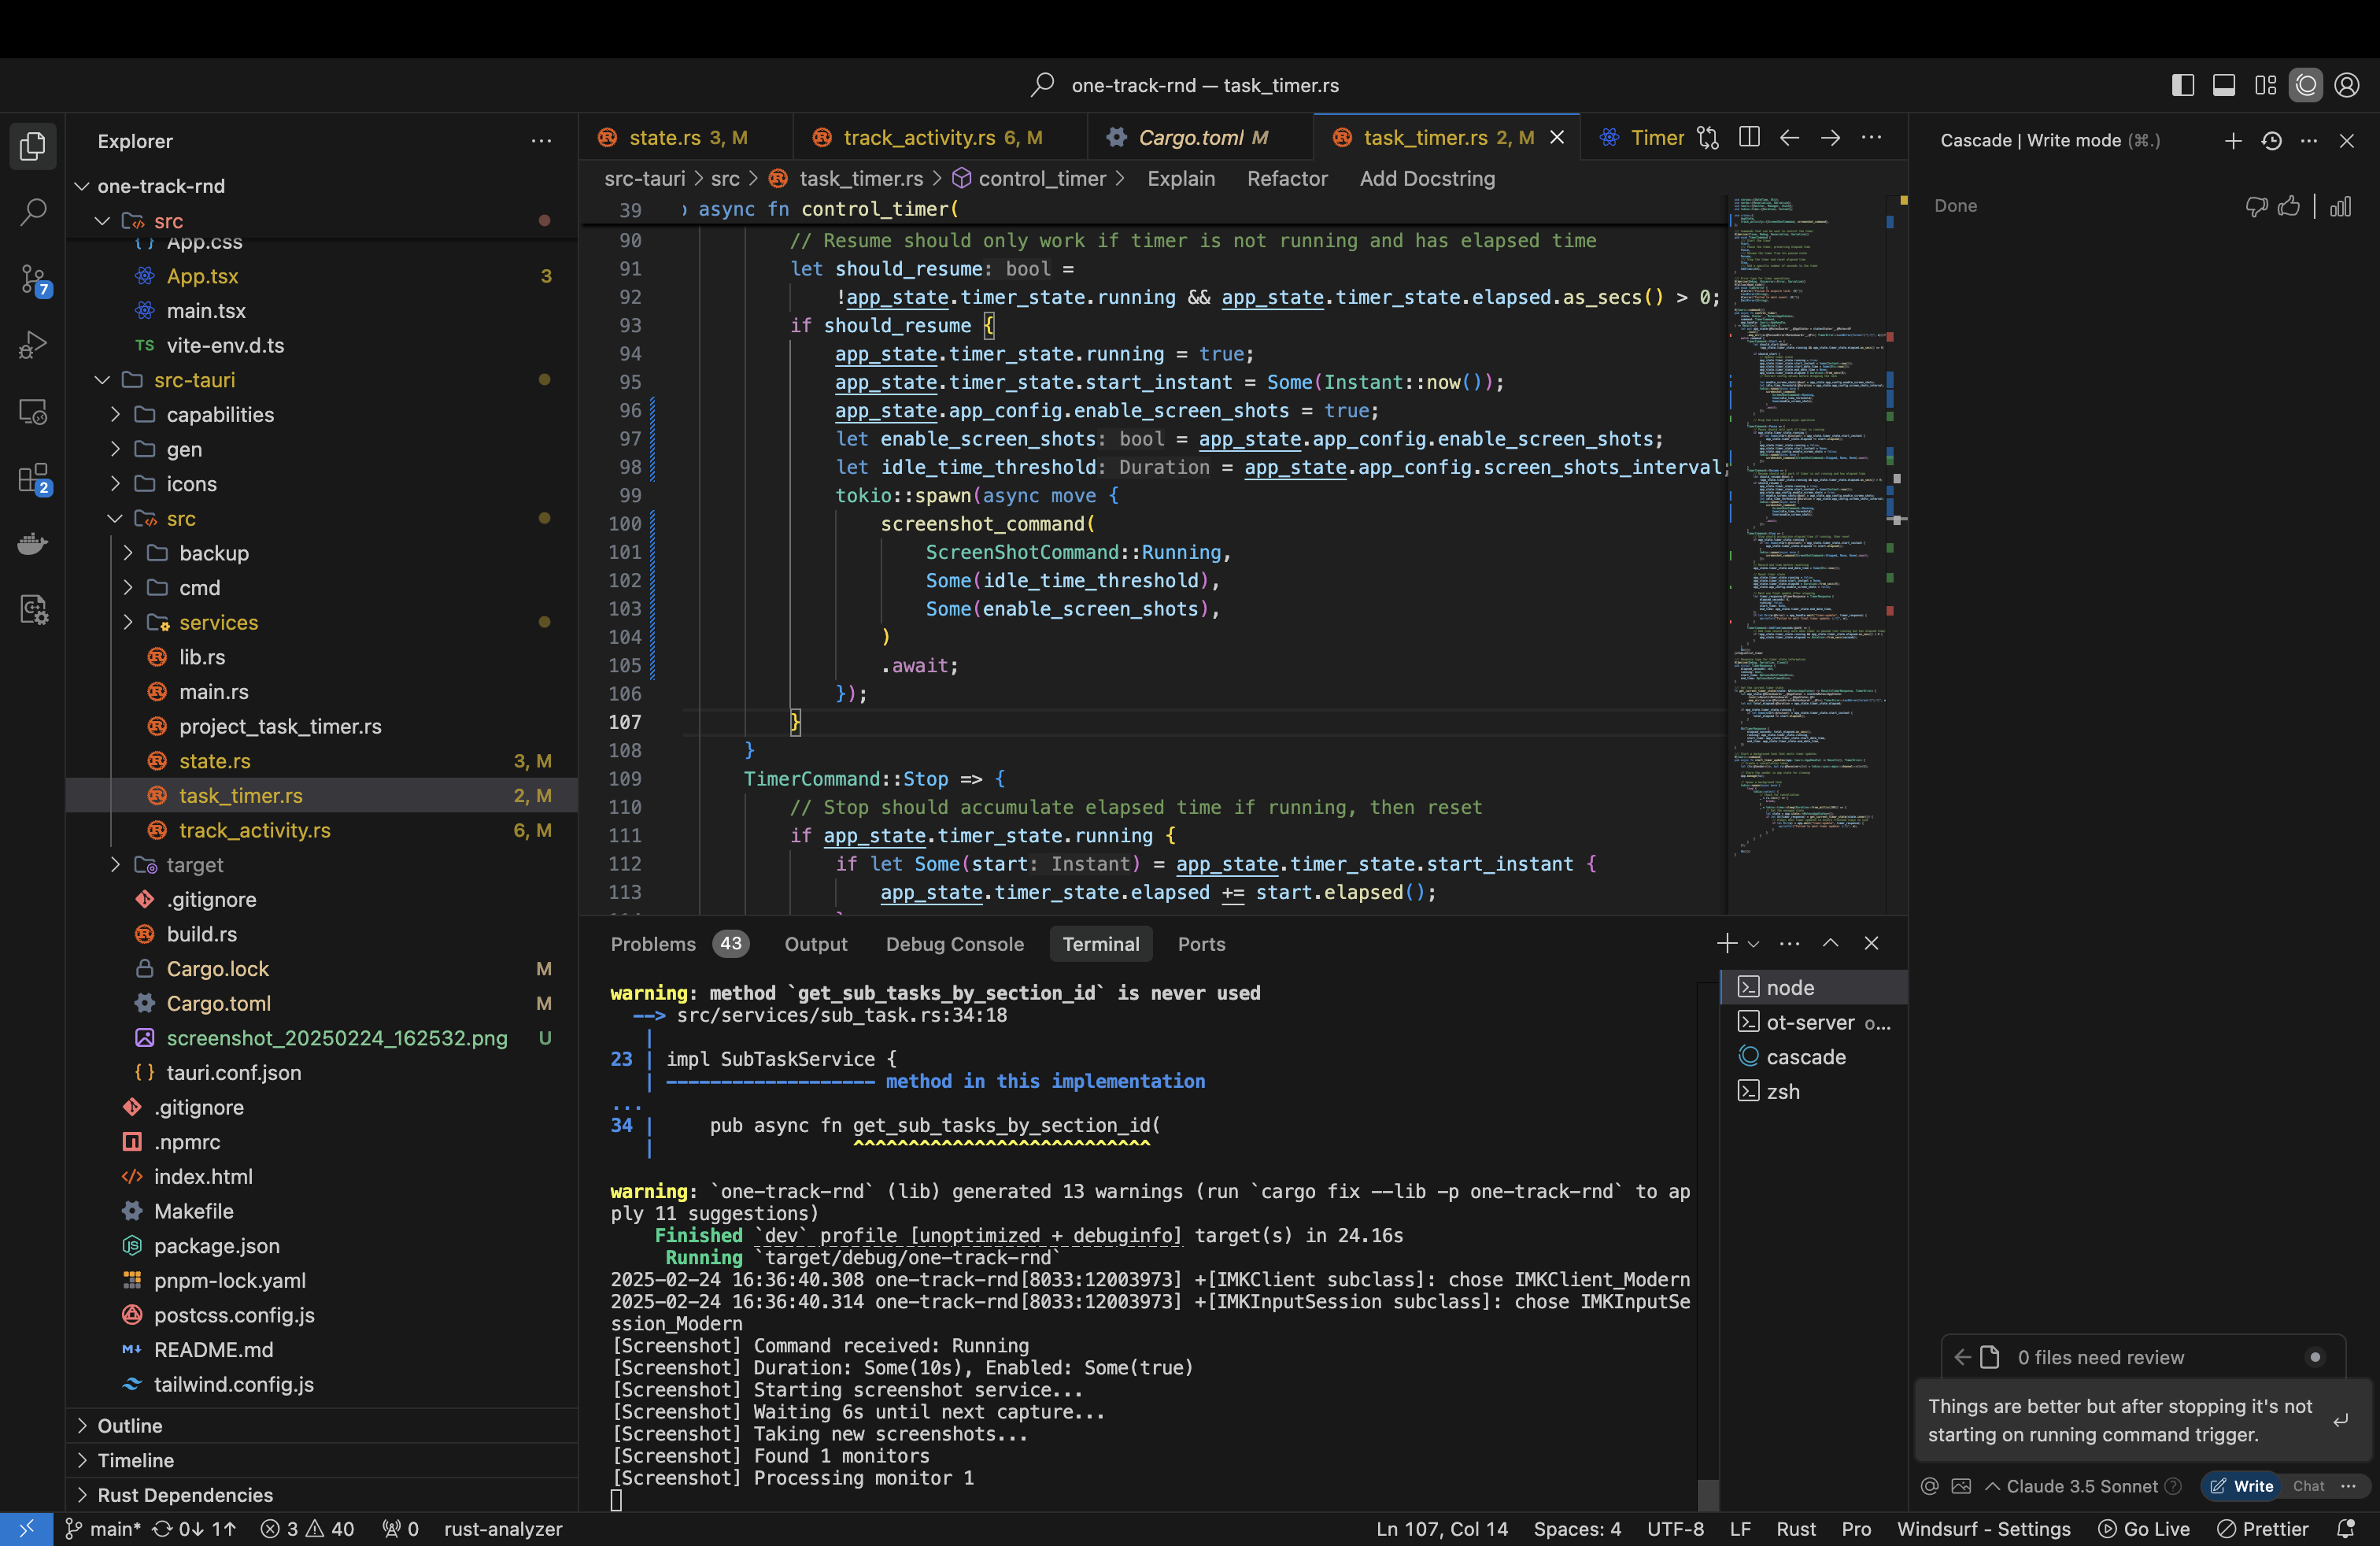 one-track-rnd — task_timer.rs
Explorer
one-track-rnd
src
App.css
App.tsx 3
main.tsx
TS vite-env.d.ts
src-tauri
capabilities
gen
icons
src
backup
cmd
services
lib.rs
main.rs
project_task_timer.rs
state.rs 3, M
task_timer.rs 2, M
track_activity.rs 6, M
target
.gitignore
build.rs
Cargo.lock M
Cargo.toml M
screenshot_20250224_162532.png U
tauri.conf.json
.gitignore
.npmrc
index.html
Makefile
package.json
pnpm-lock.yaml
postcss.config.js
README.md
tailwind.config.js
Outline
Timeline
Rust Dependencies
7
2
state.rs 3, M track_activity.rs 6, M Cargo.toml M task_timer.rs 2, M Timer
src-tauri > src > task_timer.rs > control_timer > Explain Refactor Add Docstring
39 async fn control_timer(
90 // Resume should only work if timer is not running and has elapsed time
91 let should_resume: bool =
92 !app_state.timer_state.running && app_state.timer_state.elapsed.as_secs() > 0;
93 if should_resume {
94 app_state.timer_state.running = true;
95 app_state.timer_state.start_instant = Some(Instant::now());
96 app_state.app_config.enable_screen_shots = true;
97 let enable_screen_shots: bool = app_state.app_config.enable_screen_shots;
98 let idle_time_threshold: Duration = app_state.app_config.screen_shots_interval;
99 tokio::spawn(async move {
100 screenshot_command(
101 ScreenShotCommand::Running,
102 Some(idle_time_threshold),
103 Some(enable_screen_shots),
104 )
105 .await;
106 });
107 }
108 }
109 TimerCommand::Stop => {
110 // Stop should accumulate elapsed time if running, then reset
111 if app_state.timer_state.running {
112 if let Some(start: Instant) = app_state.timer_state.start_instant {
113 app_state.timer_state.elapsed += start.elapsed();
Problems 43 Output Debug Console Terminal Ports
warning: method `get_sub_tasks_by_section_id` is never used
--> src/services/sub_task.rs:34:18
|
23 | impl SubTaskService {
| ------------------- method in this implementation
...
34 | pub async fn get_sub_tasks_by_section_id(
| ^^^^^^^^^^^^^^^^^^^^^^^^^^^
warning: `one-track-rnd` (lib) generated 13 warnings (run `cargo fix --lib -p one-track-rnd` to ap
ply 11 suggestions)
Finished `dev` profile [unoptimized + debuginfo] target(s) in 24.16s
Running `target/debug/one-track-rnd`
2025-02-24 16:36:40.308 one-track-rnd[8033:12003973] +[IMKClient subclass]: chose IMKClient_Modern
2025-02-24 16:36:40.314 one-track-rnd[8033:12003973] +[IMKInputSession subclass]: chose IMKInputSe
ssion_Modern
[Screenshot] Command received: Running
[Screenshot] Duration: Some(10s), Enabled: Some(true)
[Screenshot] Starting screenshot service...
[Screenshot] Waiting 6s until next capture...
[Screenshot] Taking new screenshots...
[Screenshot] Found 1 monitors
[Screenshot] Processing monitor 1
node
ot-server o...
cascade
zsh
Cascade | Write mode (⌘.)
Done
0 files need review
Things are better but after stopping it's not
starting on running command trigger.
Claude 3.5 Sonnet Write Chat
main* 0↓ 1↑ 3 40 0 rust-analyzer Ln 107, Col 14 Spaces: 4 UTF-8 LF Rust Pro Windsurf - Settings Go Live Prettier